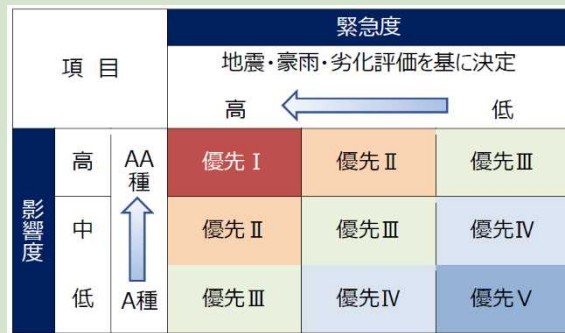 緊急度
項 目
地震・豪雨・劣化評価を基に決定
高 低
影響度
高 AA種 優先Ⅰ 優先Ⅱ 優先Ⅲ
中 優先Ⅱ 優先Ⅲ 優先Ⅳ
低 A種 優先Ⅲ 優先Ⅳ 優先Ⅴ